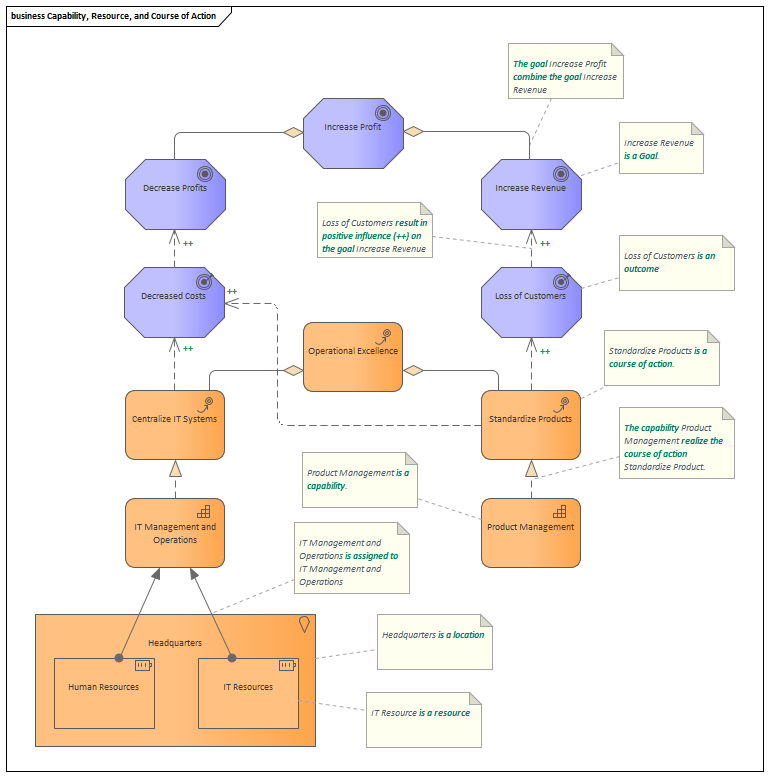 business Capability, Resource, and Course of Action
The goal Increase Profit
combine the goal Increase
Revenue
Increase Profit
Increase Revenue
is a Goal.
Decrease Profits
Increase Revenue
Loss of Customers result in
positive influence (++) on
the goal Increase Revenue
++
++
Loss of Customers is an
outcome
Decreased Costs
++
Loss of Customers
Standardize Products is a
course of action.
++
Operational Excellence
++
Centralize IT Systems
Standardize Products
The capability Product
Management realize the
course of action
Standardize Product.
Product Management is a
capability.
IT Management and
Operations
Product Management
IT Management and
Operations is assigned to
IT Management and
Operations
Headquarters
Headquarters is a location
Human Resources
IT Resources
IT Resource is a resource